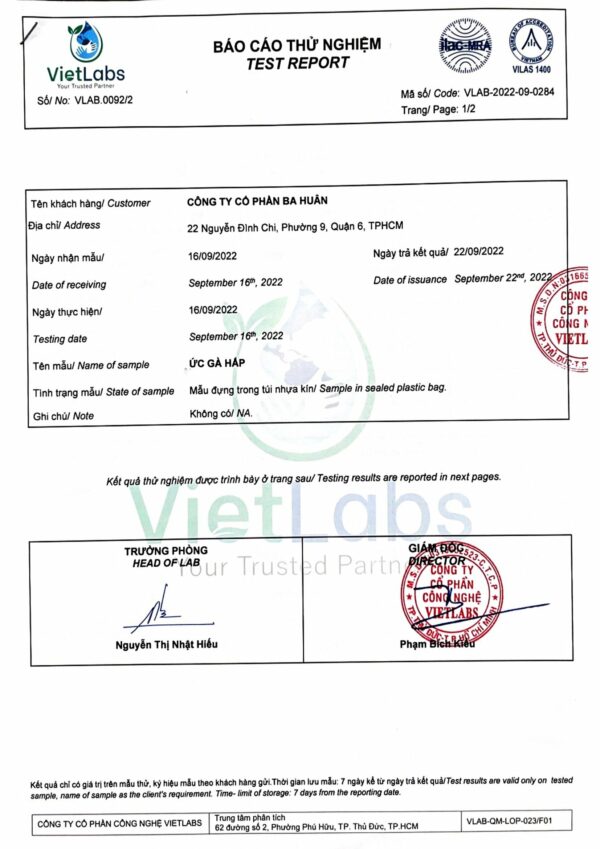 VietLabs
Your Trusted Partner
Số/ No: VLAB.0092/2
BÁO CÁO THỬ NGHIỆM
TEST REPORT
ilac-MRA
BUREAU OF ACCREDITATION
VIETNAM
VILAS 1400
Mã số/ Code: VLAB-2022-09-0284
Trang/ Page: 1/2
Tên khách hàng/ Customer CÔNG TY CỔ PHẦN BA HUÂN
Địa chỉ/ Address 22 Nguyễn Đình Chi, Phường 9, Quận 6, TPHCM
Ngày nhận mẫu/ 16/09/2022 Ngày trả kết quả/ 22/09/2022
Date of receiving September 16th, 2022 Date of issuance September 22nd, 2022
Ngày thực hiện/ 16/09/2022
Testing date September 16th, 2022
Tên mẫu/ Name of sample ỨC GÀ HẤP
Tình trạng mẫu/ State of sample Mẫu đựng trong túi nhựa kín/ Sample in sealed plastic bag.
Ghi chú/ Note Không có/ NA.
CÔNG
CỔ PH
CÔNG N
VIETL
Kết quả thử nghiệm được trình bày ở trang sau/ Testing results are reported in next pages.
VietLabs
Your Trusted Partner
TRƯỞNG PHÒNG
HEAD OF LAB
Nguyễn Thị Nhật Hiếu
GIÁM ĐỐC
DIRECTOR
CÔNG TY
CỔ PHẦN
CÔNG NGHỆ
VIETLABS
TP THỦ ĐỨC-T.P HỒ CHÍ MINH
Phạm Bích Kiều
Kết quả chỉ có giá trị trên mẫu thử, ký hiệu mẫu theo khách hàng gửi.Thời gian lưu mẫu: 7 ngày kể từ ngày trả kết quả/Test results are valid only on tested
sample, name of sample as the client's requirement. Time- limit of storage: 7 days from the reporting date.
CÔNG TY CỔ PHẦN CÔNG NGHỆ VIETLABS
Trung tâm phân tích
62 đường số 2, Phường Phú Hữu, TP. Thủ Đức, TP.HCM
VLAB-QM-LOP-023/F01